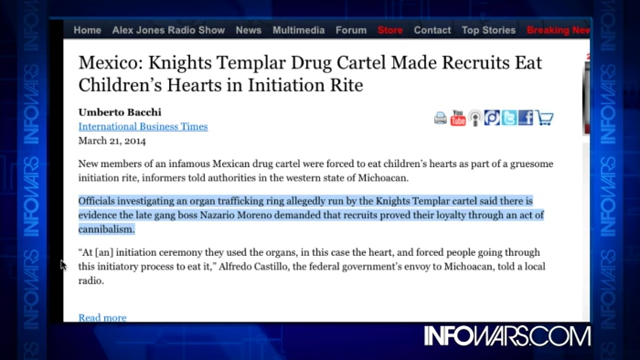 Home Alex Jones Radio Show News Multimedia Forum Store Contact Top Stories Breaking New
Mexico: Knights Templar Drug Cartel Made Recruits Eat
Children’s Hearts in Initiation Rite
Umberto Bacchi
International Business Times
March 21, 2014
You
Tube
New members of an infamous Mexican drug cartel were forced to eat children’s hearts as part of a gruesome
initiation rite, informers told authorities in the western state of Michoacan.
Officials investigating an organ trafficking ring allegedly run by the Knights Templar cartel said there is
evidence the late gang boss Nazario Moreno demanded that recruits proved their loyalty through an act of
cannibalism.
“At [an] initiation ceremony they used the organs, in this case the heart, and forced people going through
this initiatory process to eat it,” Alfredo Castillo, the federal government’s envoy to Michoacan, told a local
radio.
Read more
INFOWARS.COM
INFOWARS
INFOWARS
INFOWARS
INFOWARS